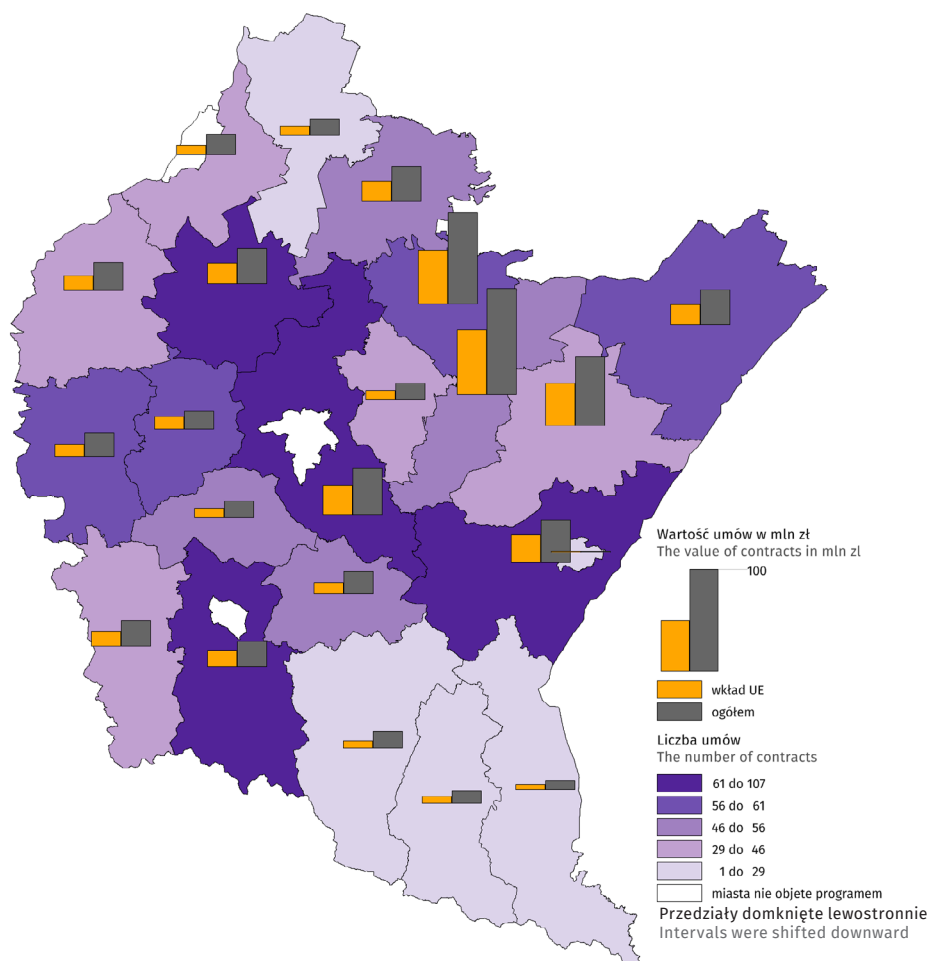 Wartość umów w mln zł
The value of contracts in mln zl
100
wkład UE
ogółem
Liczba umów
The number of contracts
61 do 107
56 do 61
46 do 56
29 do 46
1 do 29
miasta nie objete programem
Przedziały domknięte lewostronnie
Intervals were shifted downward